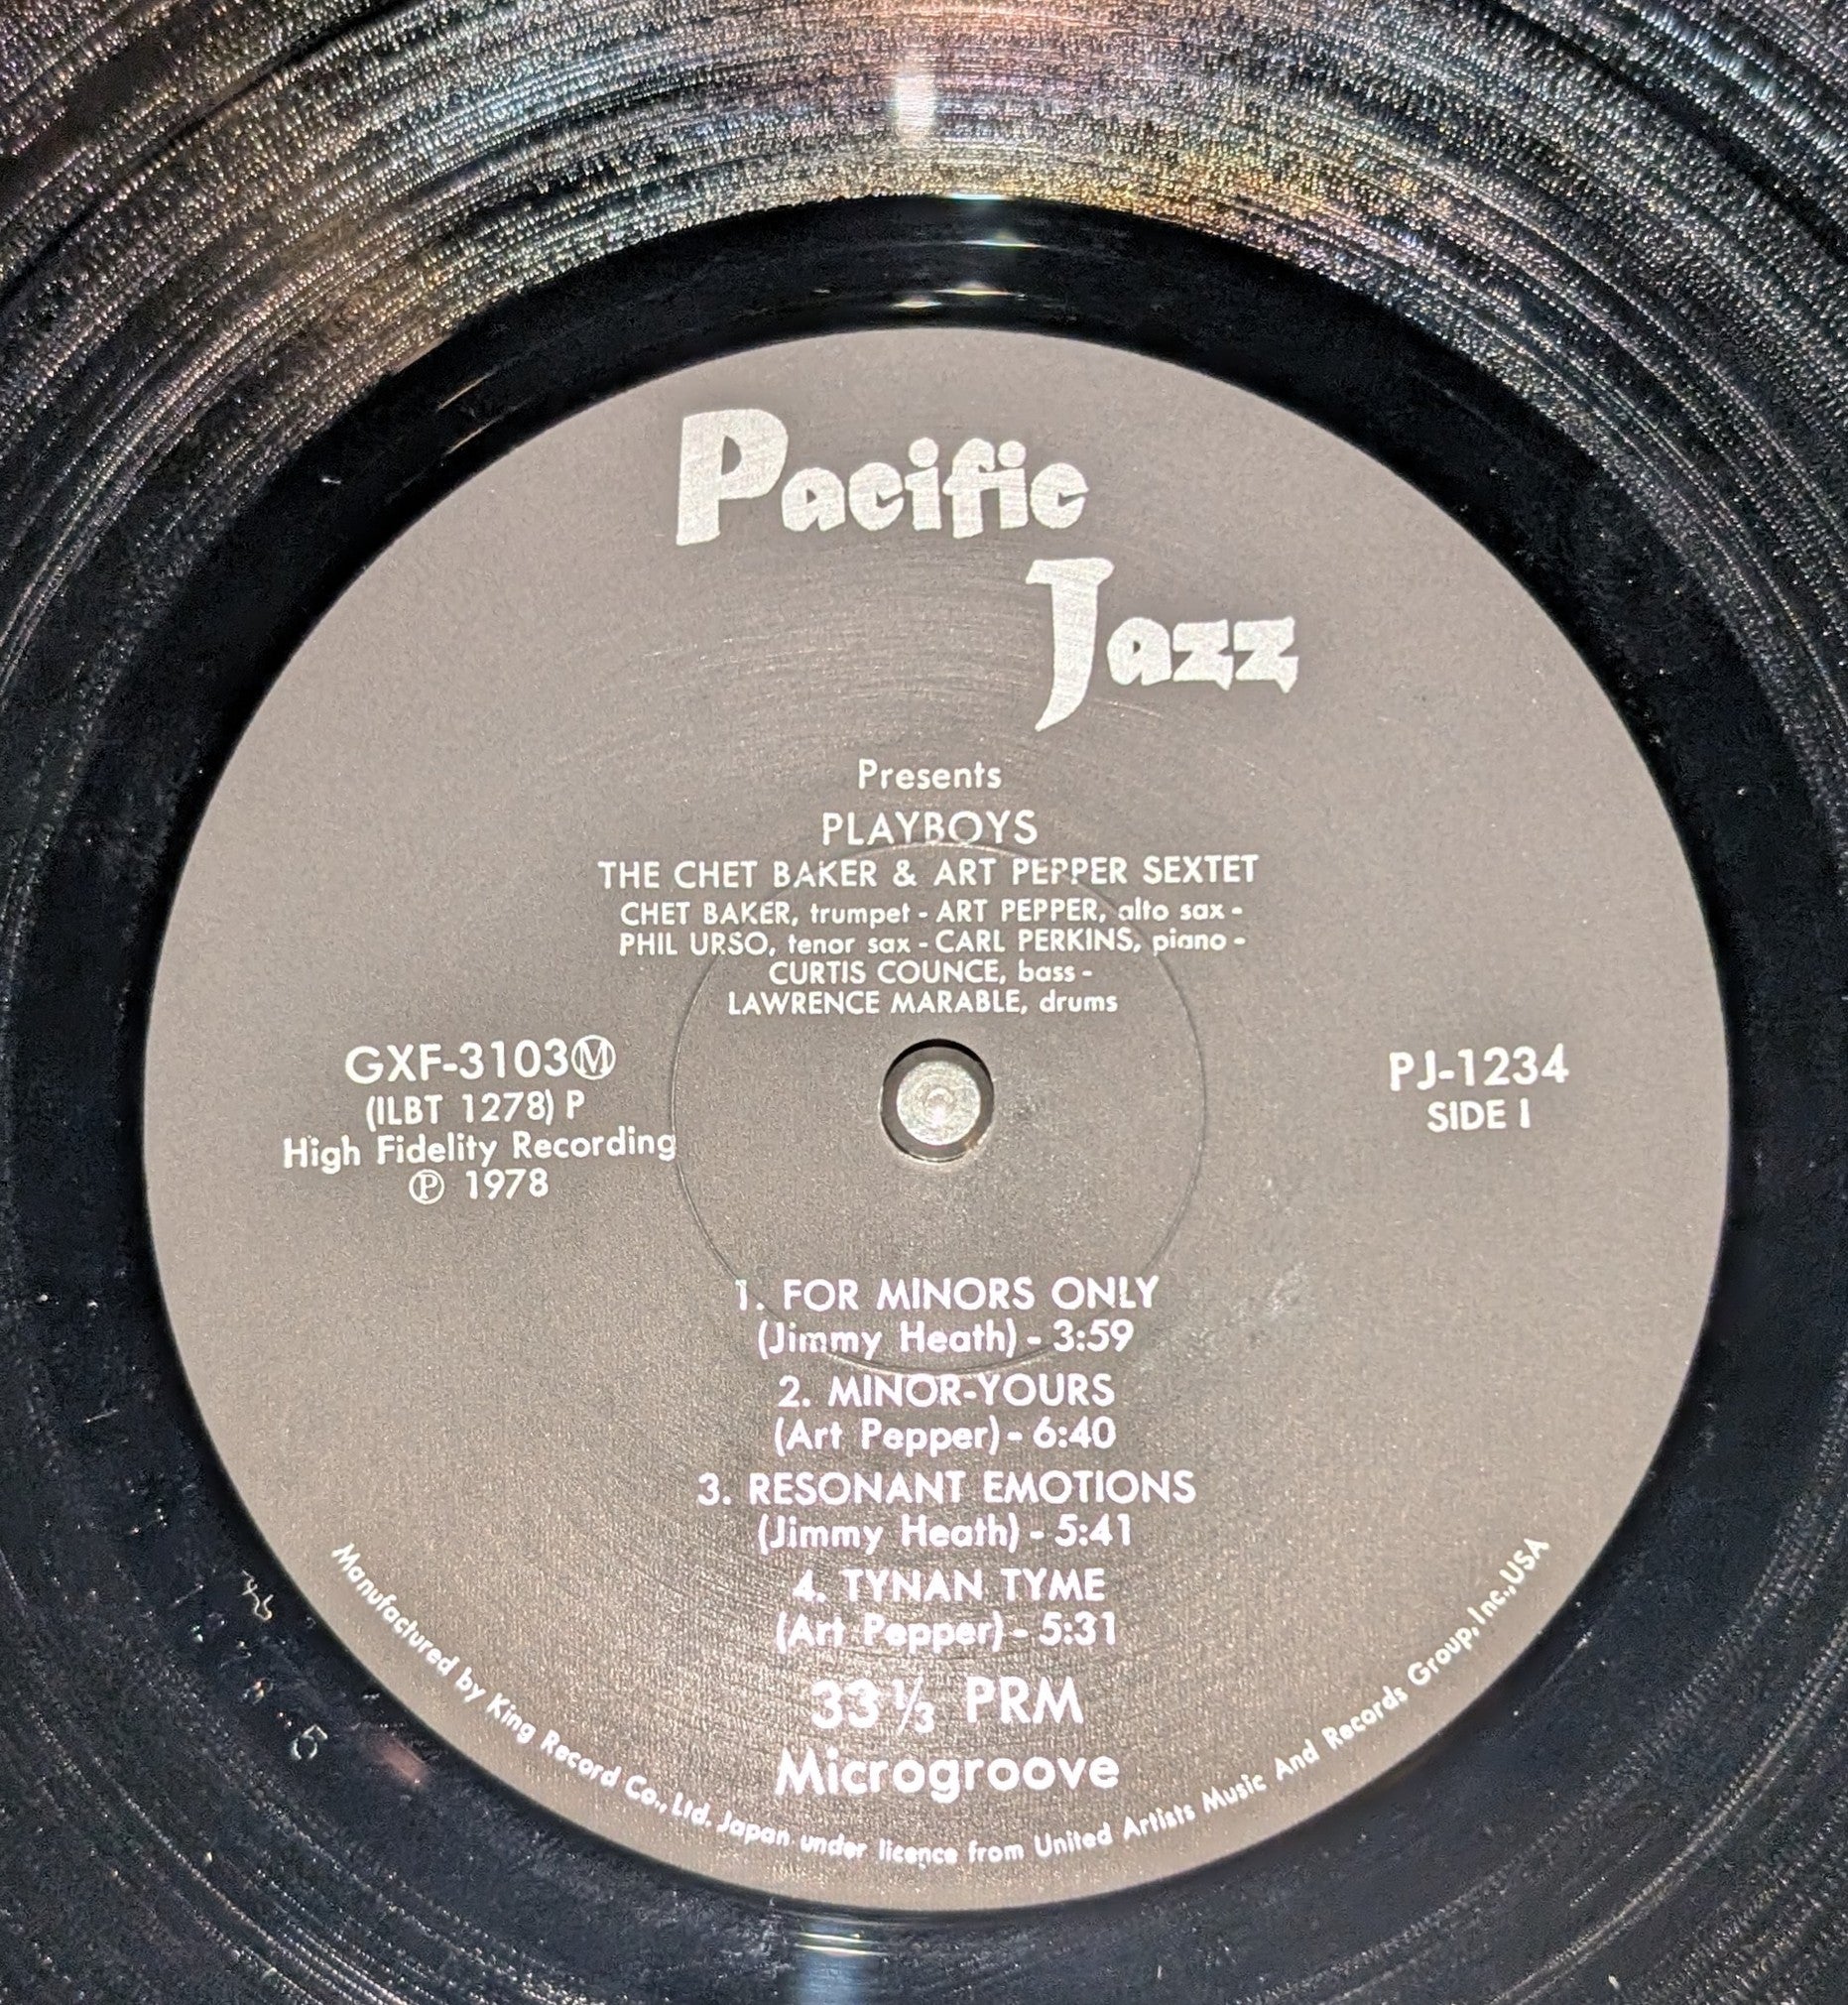 Pacific
Jazz
Presents
PLAYBOYS
THE CHET BAKER & ART PEPPER SEXTET
CHET BAKER, trumpet - ART PEPPER, alto sax -
PHIL URSO, tenor sax - CARL PERKINS, piano -
CURTIS COUNCE, bass -
LAWRENCE MARABLE, drums
GXF-3103Ⓜ
(ILBT 1278) P
High Fidelity Recording
℗ 1978
PJ-1234
SIDE 1
1. FOR MINORS ONLY
(Jimmy Heath) - 3:59
2. MINOR-YOURS
(Art Pepper) - 6:40
3. RESONANT EMOTIONS
(Jimmy Heath) - 5:41
4. TYNAN TYME
(Art Pepper) - 5:31
33 1/3 PRM
Microgroove
Manufactured by King Record Co., Ltd. Japan under licence from United Artists Music And Records Group, Inc., USA